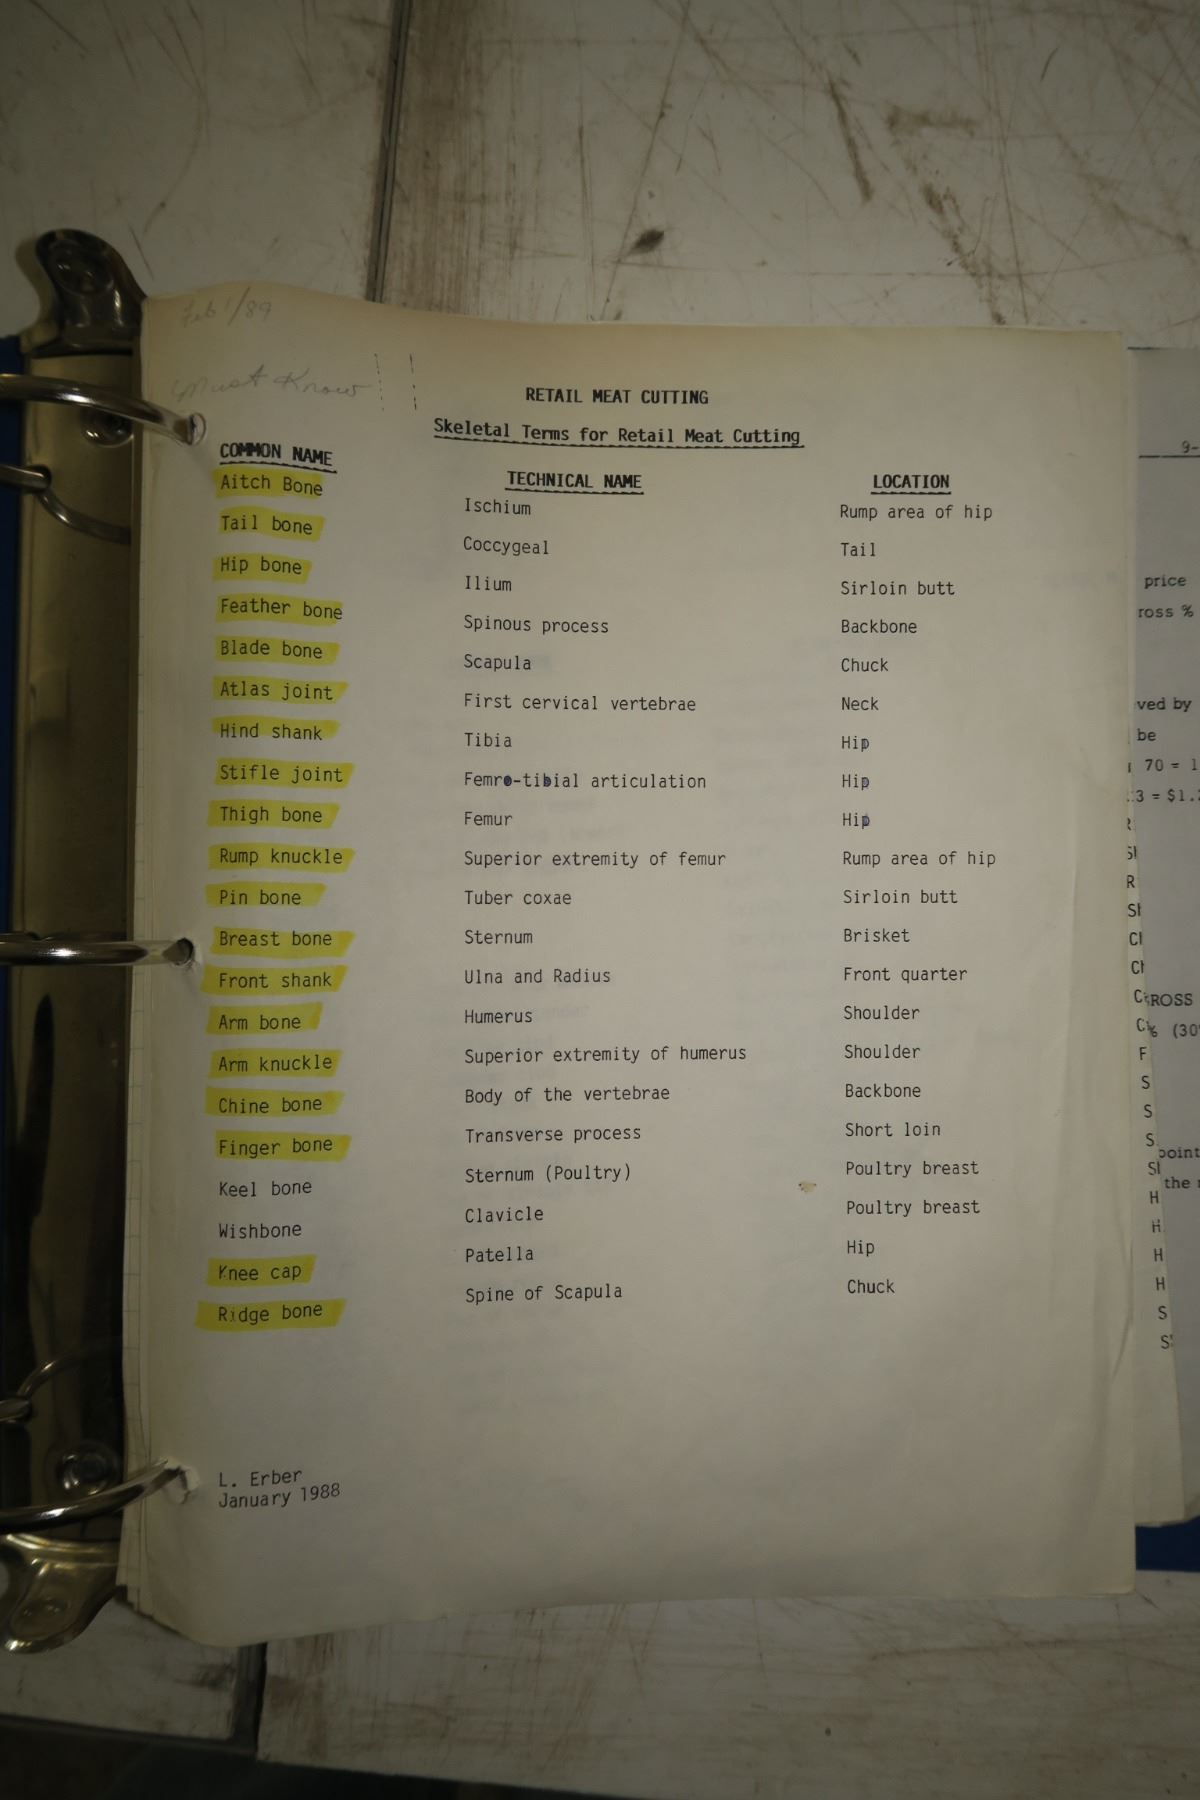 Feb 1/89
Must Know
RETAIL MEAT CUTTING
Skeletal Terms for Retail Meat Cutting
COMMON NAME TECHNICAL NAME LOCATION
Aitch Bone Ischium Rump area of hip
Tail bone Coccygeal Tail
Hip bone Ilium Sirloin butt
Feather bone Spinous process Backbone
Blade bone Scapula Chuck
Atlas joint First cervical vertebrae Neck
Hind shank Tibia Hip
Stifle joint Femro-tibial articulation Hip
Thigh bone Femur Hip
Rump knuckle Superior extremity of femur Rump area of hip
Pin bone Tuber coxae Sirloin butt
Breast bone Sternum Brisket
Front shank Ulna and Radius Front quarter
Arm bone Humerus Shoulder
Arm knuckle Superior extremity of humerus Shoulder
Chine bone Body of the vertebrae Backbone
Finger bone Transverse process Short loin
Keel bone Sternum (Poultry) Poultry breast
Wishbone Clavicle Poultry breast
Knee cap Patella Hip
Ridge bone Spine of Scapula Chuck
L. Erber
January 1988
9-
price
ross %
ved by
be
70 = 1
3 = $1.
R
R
F
S
S
S
point
the
H
H
H
H
S
ROSS
% (30